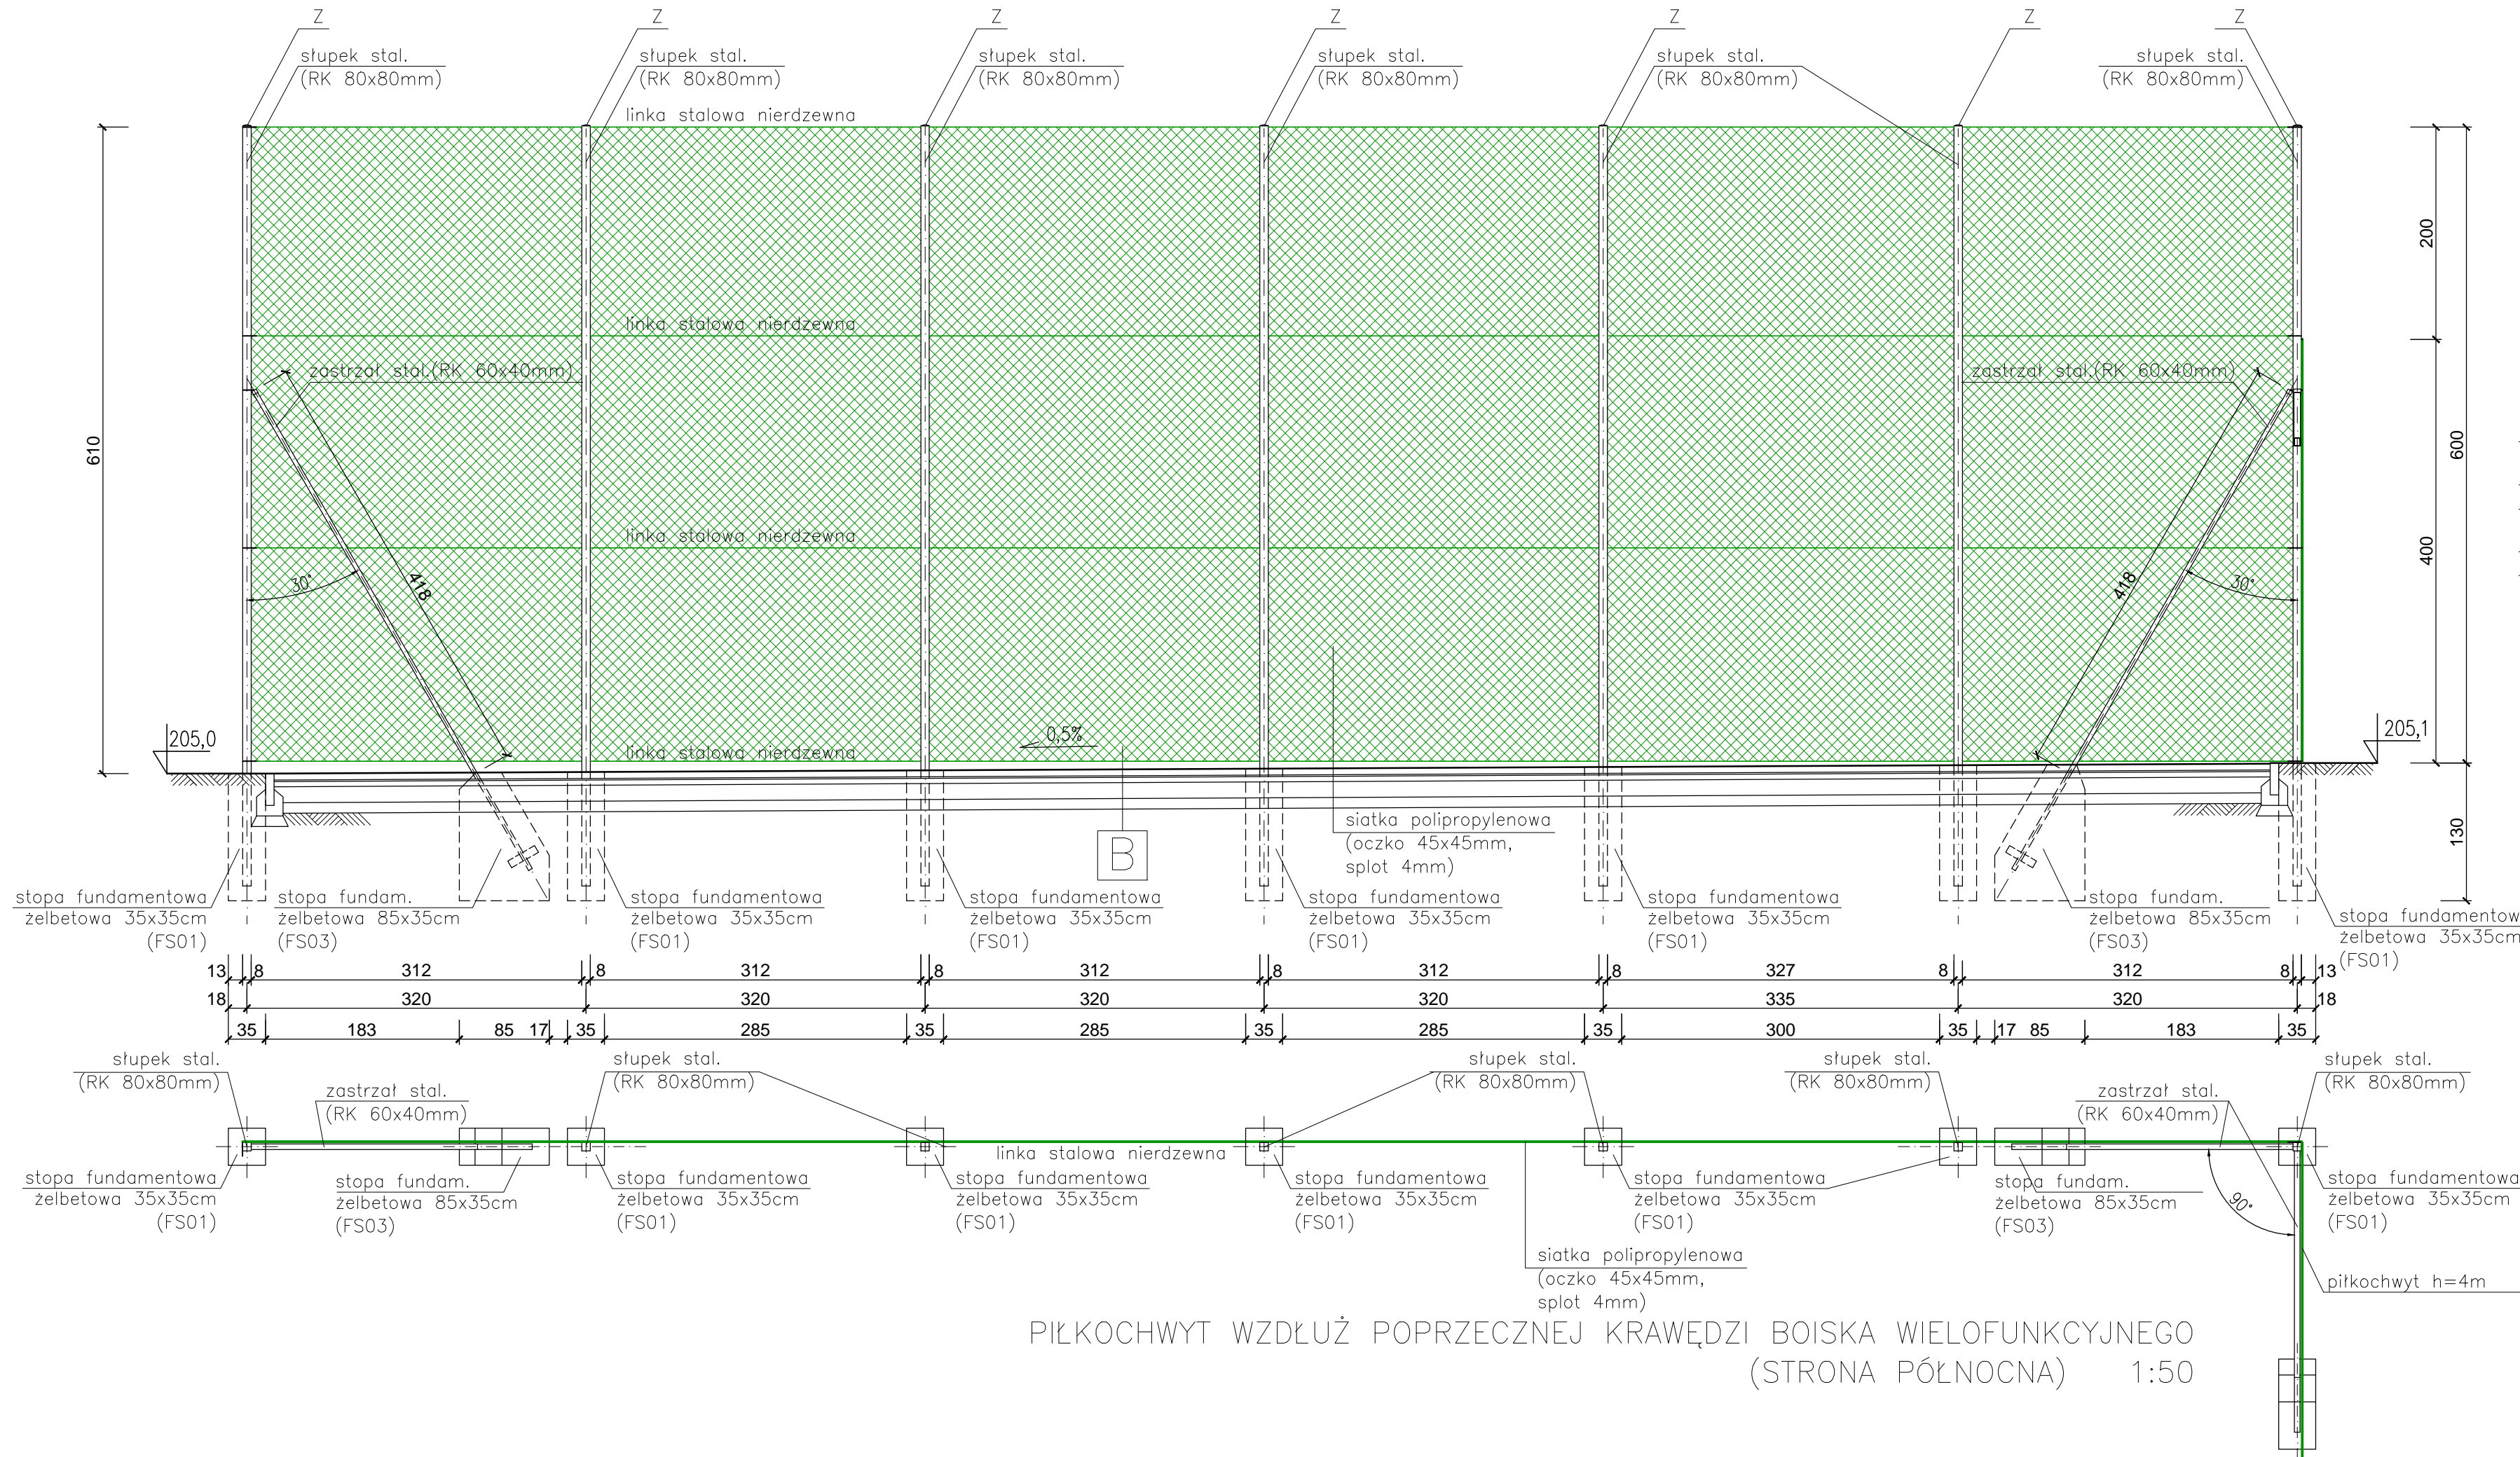 Z Z Z Z Z Z Z
słupek stal.
(RK 80x80mm)
słupek stal.
(RK 80x80mm)
słupek stal.
(RK 80x80mm)
słupek stal.
(RK 80x80mm)
słupek stal.
(RK 80x80mm)
słupek stal.
(RK 80x80mm)
linka stalowa nierdzewna
200
linka stalowa nierdzewna
zastrzał stal.(RK 60x40mm)
zastrzał stal.(RK 60x40mm)
610
600
linka stalowa nierdzewna
400
30°
418
418
30°
205,0
linka stalowa nierdzewna
0,5%
205,1
B
siatka polipropylenowa
(oczko 45x45mm,
splot 4mm)
130
stopa fundamentowa
żelbetowa 35x35cm
(FS01)
stopa fundam.
żelbetowa 85x35cm
(FS03)
stopa fundamentowa
żelbetowa 35x35cm
(FS01)
stopa fundamentowa
żelbetowa 35x35cm
(FS01)
stopa fundamentowa
żelbetowa 35x35cm
(FS01)
stopa fundamentowa
żelbetowa 35x35cm
(FS01)
stopa fundam.
żelbetowa 85x35cm
(FS03)
stopa fundamentow
żelbetowa 35x35cm
(FS01)
13 8 312 8 312 8 312 8 312 8 327 8 312 8 13
18 320 320 320 320 335 320 18
35 183 85 17 35 285 35 285 35 285 35 300 35 17 85 183 35
słupek stal.
(RK 80x80mm)
zastrzał stal.
(RK 60x40mm)
słupek stal.
(RK 80x80mm)
słupek stal.
(RK 80x80mm)
słupek stal.
(RK 80x80mm)
zastrzał stal.
(RK 60x40mm)
słupek stal.
(RK 80x80mm)
linka stalowa nierdzewna
stopa fundamentowa
żelbetowa 35x35cm
(FS01)
stopa fundam.
żelbetowa 85x35cm
(FS03)
stopa fundamentowa
żelbetowa 35x35cm
(FS01)
stopa fundamentowa
żelbetowa 35x35cm
(FS01)
stopa fundamentowa
żelbetowa 35x35cm
(FS01)
stopa fundamentowa
żelbetowa 35x35cm
(FS01)
stopa fundam.
żelbetowa 85x35cm
(FS03)
90°
stopa fundamentowa
żelbetowa 35x35cm
(FS01)
siatka polipropylenowa
(oczko 45x45mm,
splot 4mm)
piłkochwyt h=4m
PIŁKOCHWYT WZDŁUŻ POPRZECZNEJ KRAWĘDZI BOISKA WIELOFUNKCYJNEGO
(STRONA PÓŁNOCNA) 1:50